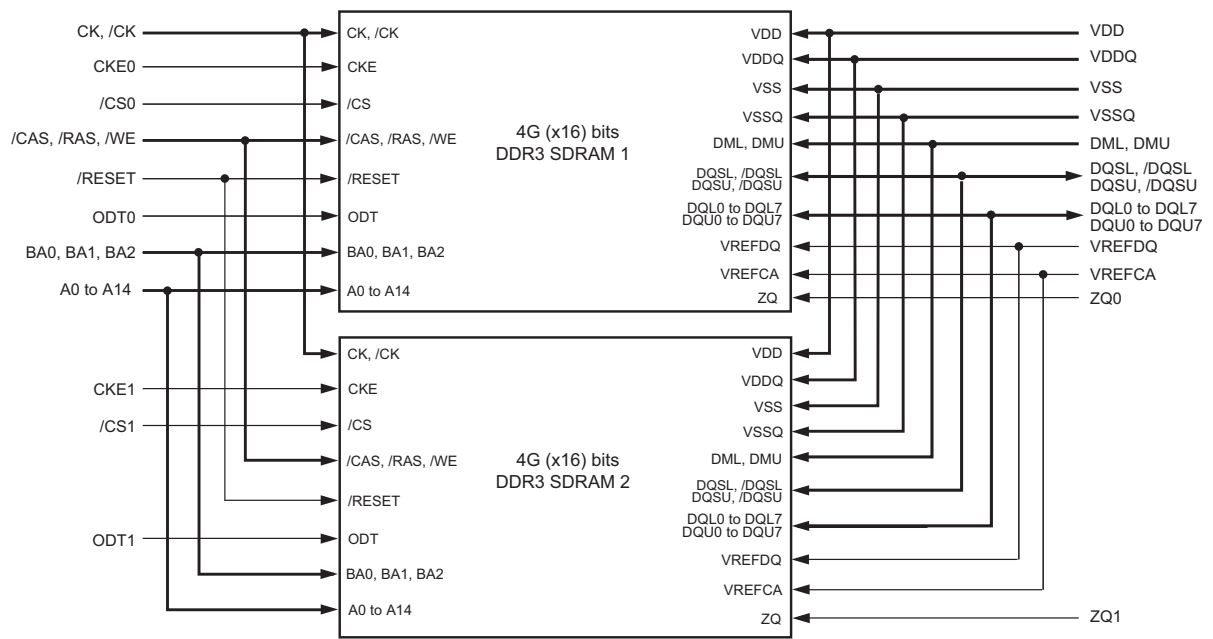 CK, /CK
CKE0
/CS0
/CAS, /RAS, /WE
/RESET
ODT0
BA0, BA1, BA2
A0 to A14
CK, /CK
CKE
/CS
/CAS, /RAS, /WE
/RESET
ODT
BA0, BA1, BA2
A0 to A14
4G (x16) bits
DDR3 SDRAM 1
VDD
VDDQ
VSS
VSSQ
DML, DMU
DQSL, /DQSL
DQSU, /DQSU
DQL0 to DQL7
DQU0 to DQU7
VREFDQ
VREFCA
ZQ
VDD
VDDQ
VSS
VSSQ
DML, DMU
DQSL, /DQSL
DQSU, /DQSU
DQL0 to DQL7
DQU0 to DQU7
VREFDQ
VREFCA
ZQ0
CKE1
/CS1
ODT1
CK, /CK
CKE
/CS
/CAS, /RAS, /WE
/RESET
ODT
BA0, BA1, BA2
A0 to A14
4G (x16) bits
DDR3 SDRAM 2
VDD
VDDQ
VSS
VSSQ
DML, DMU
DQSL, /DQSL
DQSU, /DQSU
DQL0 to DQL7
DQU0 to DQU7
VREFDQ
VREFCA
ZQ
ZQ1